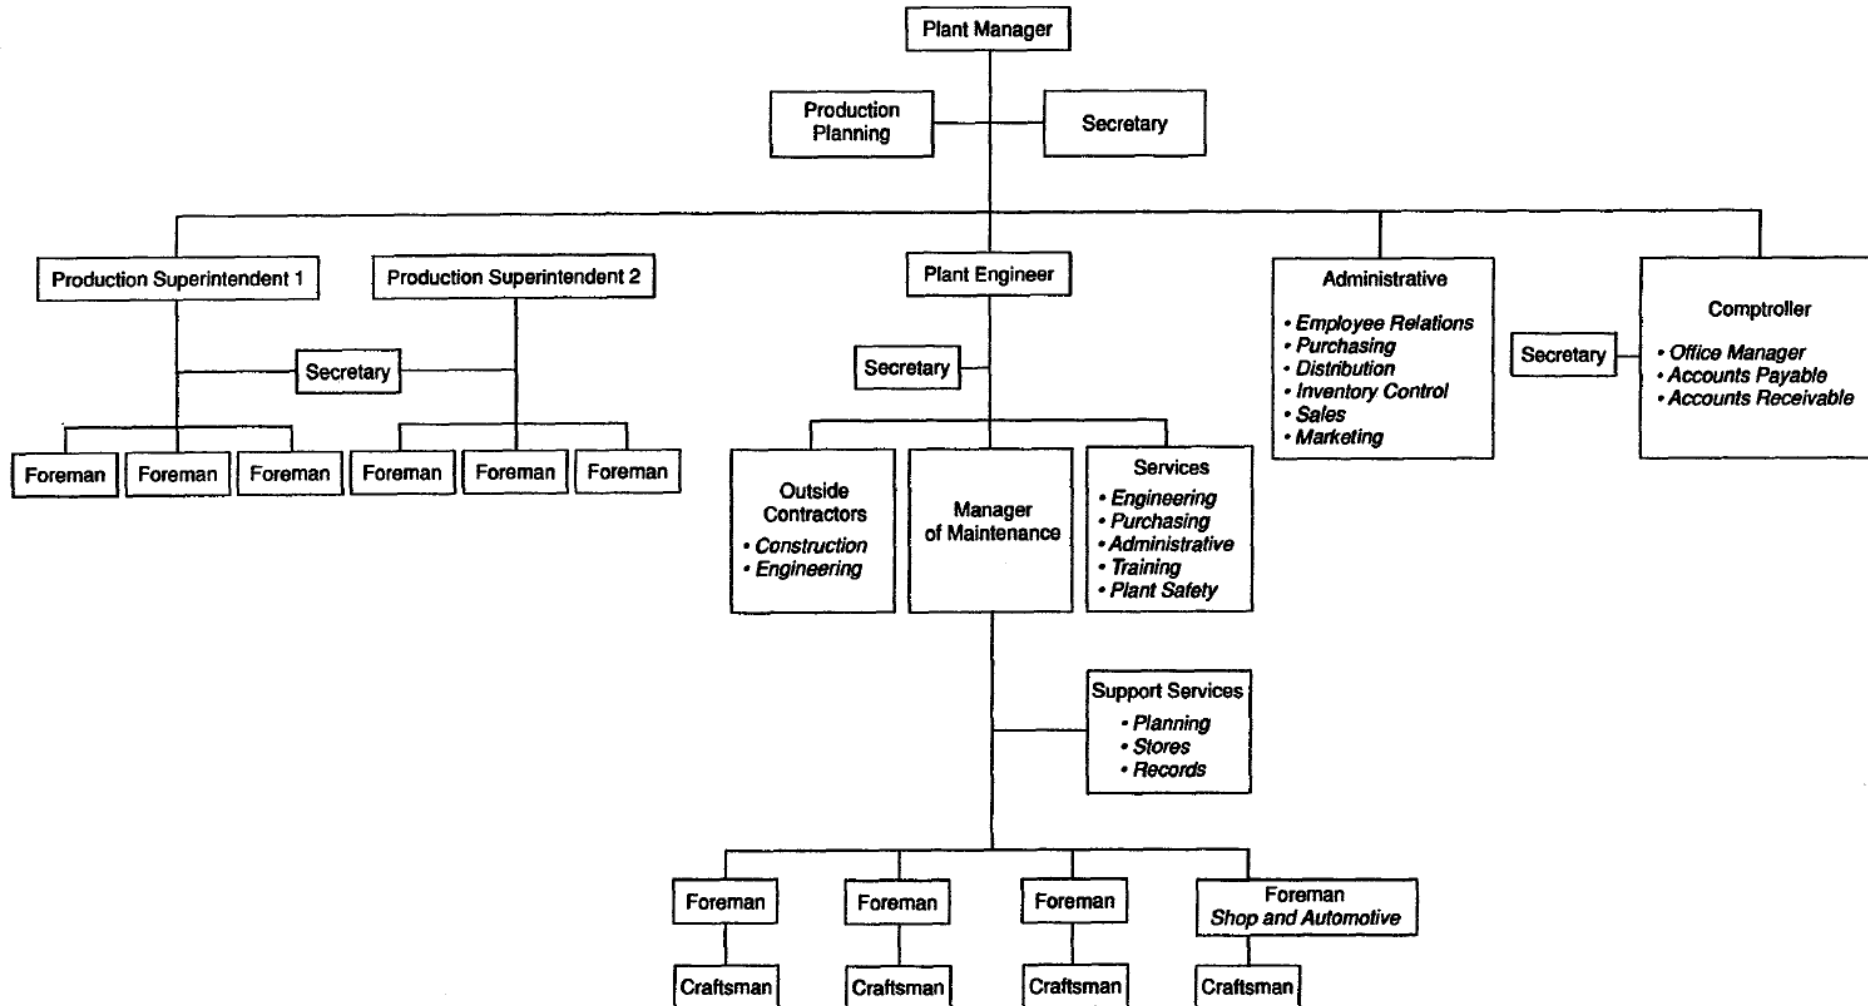 Plant Manager
Production
Planning
Secretary
Production Superintendent 1
Production Superintendent 2
Plant Engineer
Administrative
• Employee Relations
• Purchasing
• Distribution
• Inventory Control
• Sales
• Marketing
Comptroller
• Office Manager
• Accounts Payable
• Accounts Receivable
Secretary
Secretary
Secretary
Foreman
Foreman
Foreman
Foreman
Foreman
Foreman
Outside
Contractors
• Construction
• Engineering
Manager
of Maintenance
Services
• Engineering
• Purchasing
• Administrative
• Training
• Plant Safety
Support Services
• Planning
• Stores
• Records
Foreman
Foreman
Foreman
Foreman
Shop and Automotive
Craftsman
Craftsman
Craftsman
Craftsman